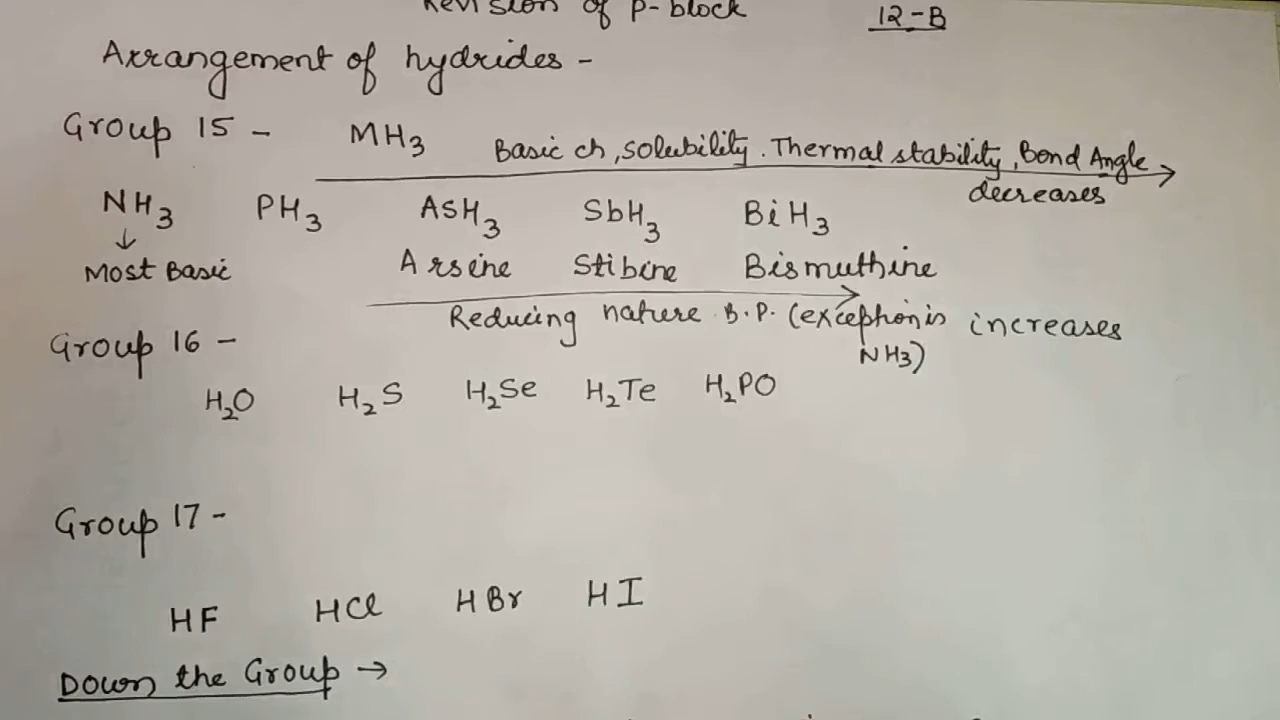 Revision of P-block 12-B
Arrangement of hydrides -
Group 15 - MH3 Basic ch, solubility. Thermal stability, Bond Angle
decreases
NH3 PH3 AsH3 SbH3 BiH3
↓
Most Basic Arsine Stibine Bismuthine
Reducing nature B.P. (exception is increases
NH3)
Group 16 -
H2O H2S H2Se H2Te H2PO
Group 17 -
HF HCl HBr HI
Down the Group →